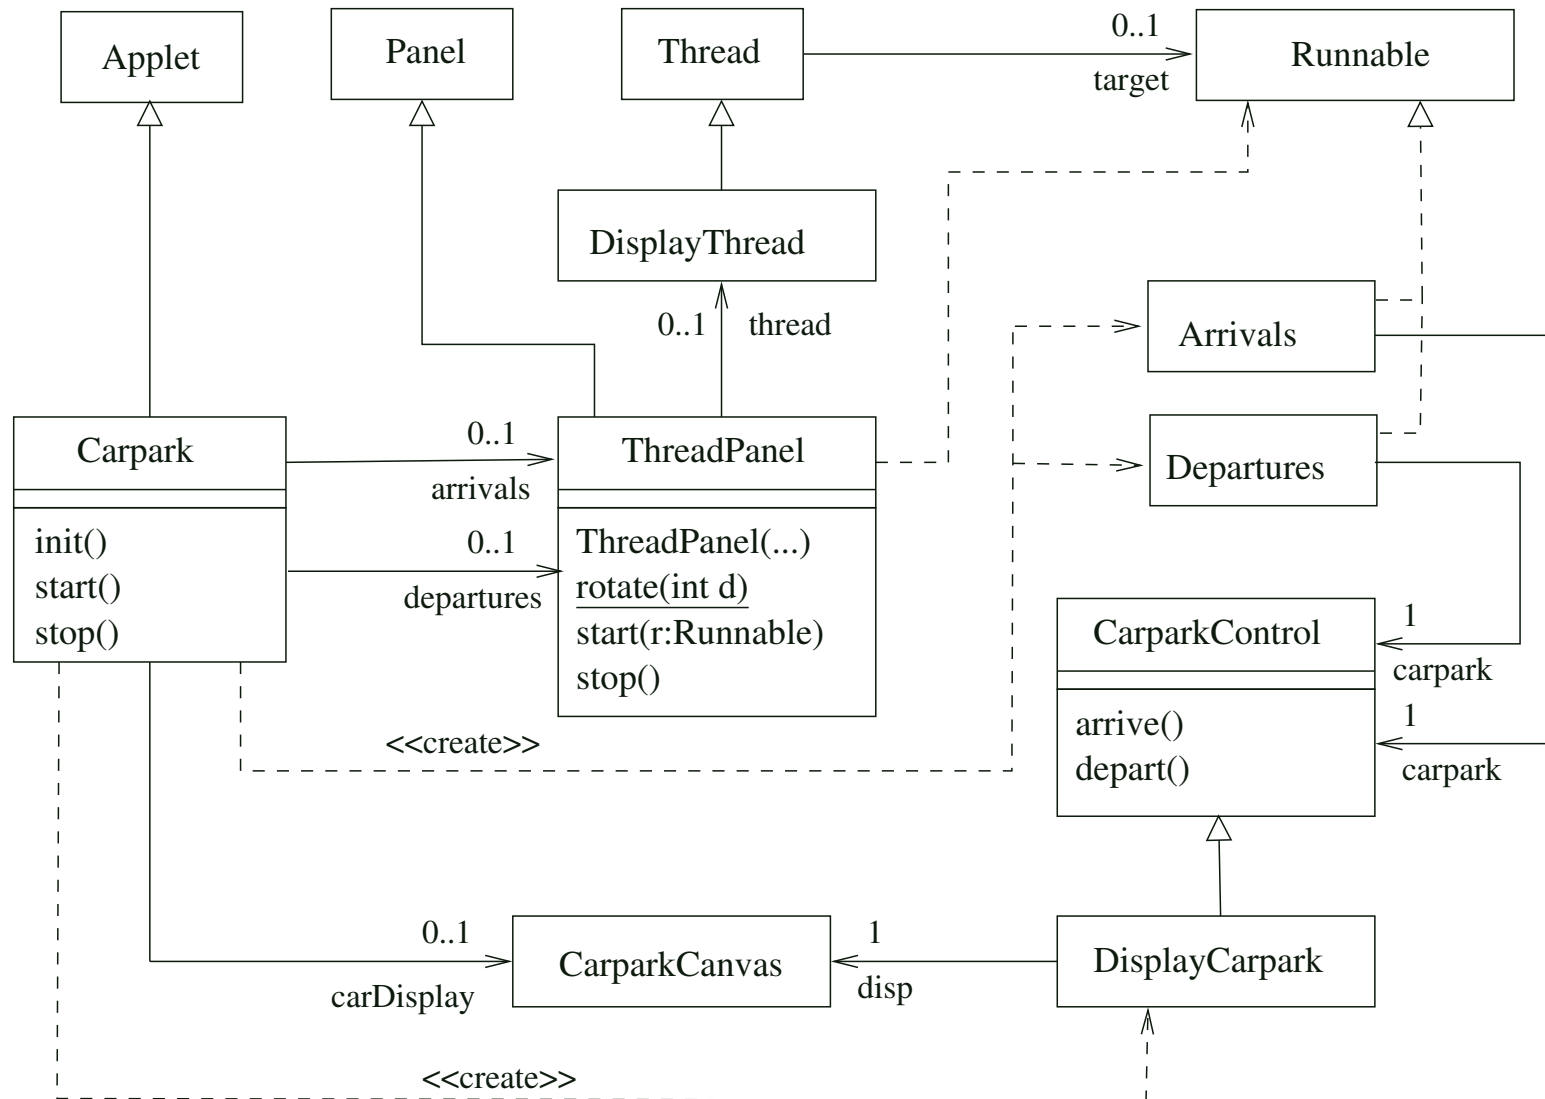 Applet
Panel
Thread
0..1
target
Runnable
DisplayThread
0..1 thread
Arrivals
Carpark
0..1
arrivals
ThreadPanel
Departures
init()
start()
stop()
0..1
departures
ThreadPanel(...)
rotate(int d)
start(r:Runnable)
stop()
CarparkControl
1
carpark
arrive()
depart()
1
carpark
<<create>>
0..1
carDisplay
CarparkCanvas
1
disp
DisplayCarpark
<<create>>